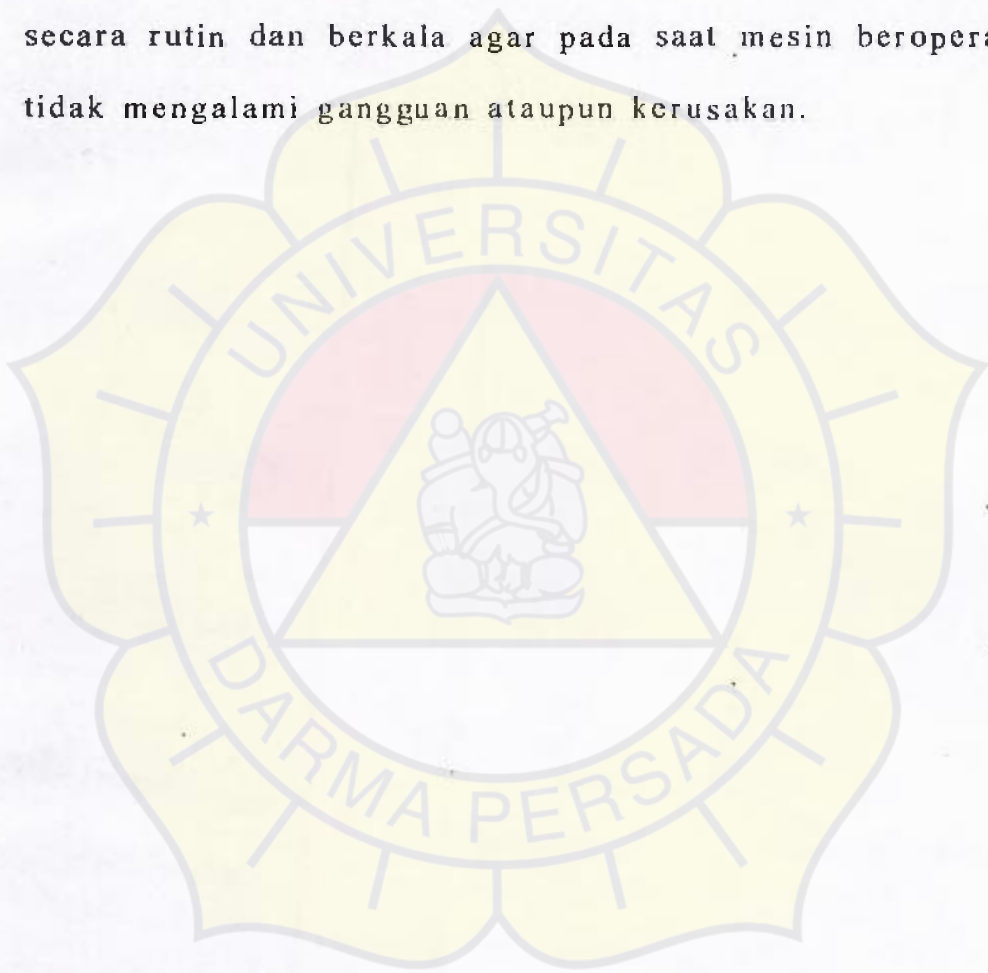 secara rutin dan berkala agar pada saat mesin beropera
tidak mengalami gangguan ataupun kerusakan.
UNIVERSITAS
DARMA PERSADA